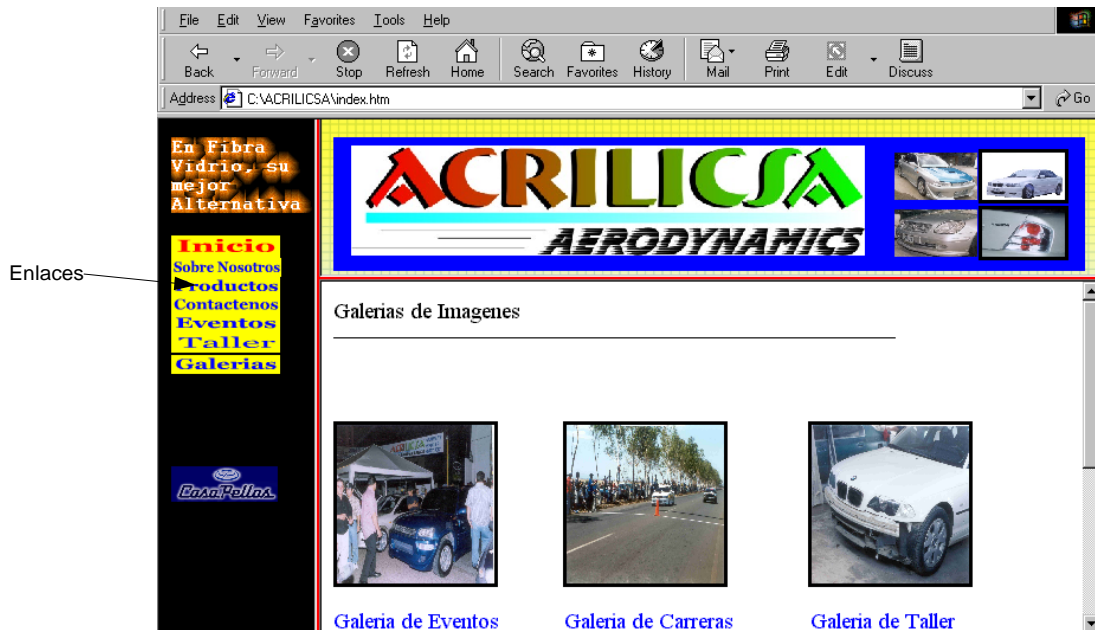 File Edit View Favorites Tools Help
Back Forward Stop Refresh Home Search Favorites History Mail Print Edit Discuss
Address C:\ACRILICSA\index.htm Go
En Fibra
Vidrio, su
mejor
Alternativa
ACRILICSA
AERODYNAMICS
Inicio
Sobre Nosotros
Enlaces
Productos
Contactenos
Eventos
Taller
Galerias
Casa Pellas
Galerias de Imagenes
Galeria de Eventos Galeria de Carreras Galeria de Taller